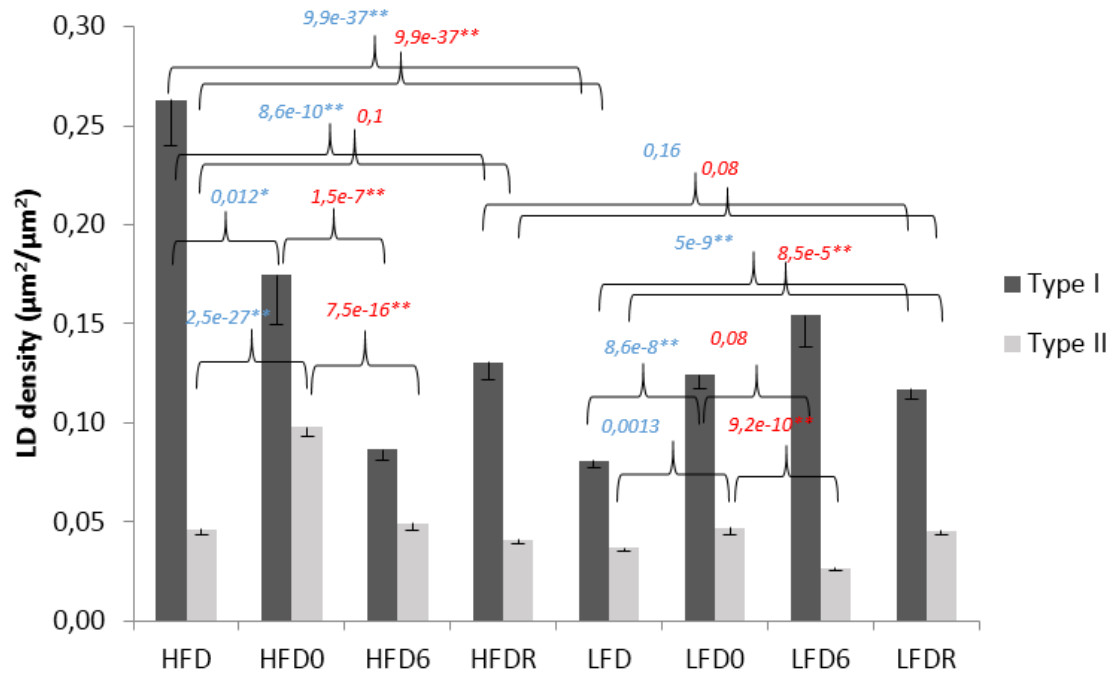 0,30
9,9e-37**
9,9e-37**
0,25
8,6e-10**
0,1
0,16
0,08
0,20
0,012*
1,5e-7**
5e-9**
8,5e-5**
Type I
0,15
2,5e-27**
7,5e-16**
8,6e-8**
0,08
Type II
0,10
0,0013
9,2e-10**
0,05
0,00
LD density (µm²/µm²)
HFD HFD0 HFD6 HFDR LFD LFD0 LFD6 LFDR